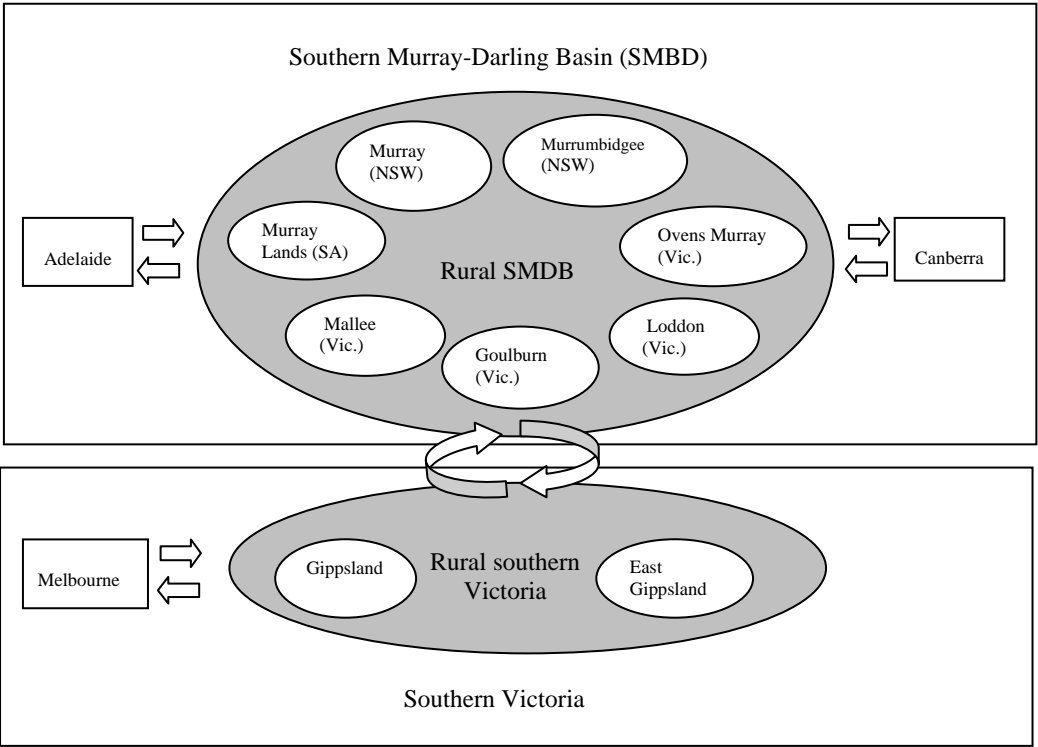 Southern Murray-Darling Basin (SMBD)
Murray
(NSW)
Murrumbidgee
(NSW)
Murray
Lands (SA)
Ovens Murray
(Vic.)
Adelaide
Rural SMDB
Canberra
Mallee
(Vic.)
Loddon
(Vic.)
Goulburn
(Vic.)
Melbourne
Gippsland
Rural southern
Victoria
East
Gippsland
Southern Victoria